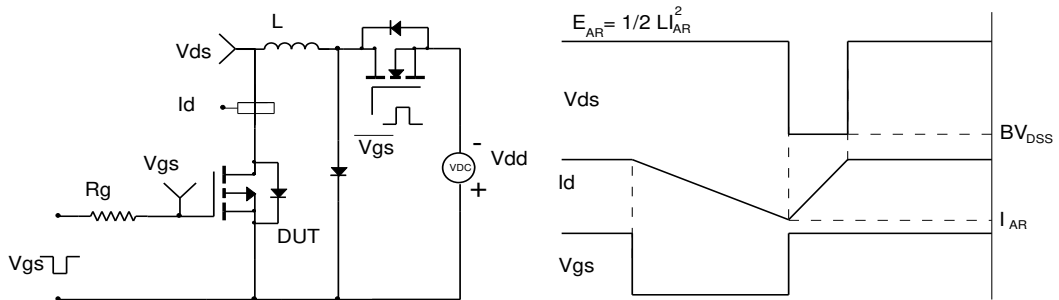 L
Vds
Id
Vgs
Rg
DUT
Vgs
Vgs
VDC
-
+
Vdd
E_AR = 1/2 LI_AR^2
Vds
BV_DSS
Id
I_AR
Vgs